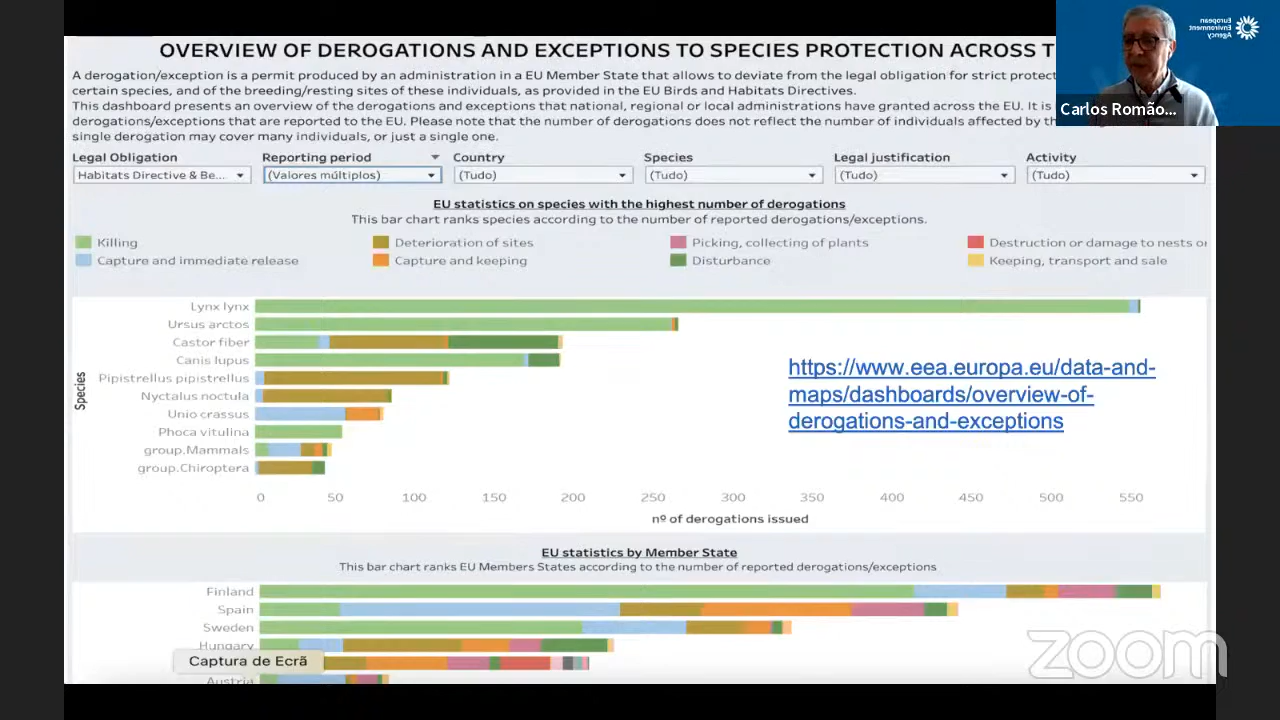 OVERVIEW OF DEROGATIONS AND EXCEPTIONS TO SPECIES PROTECTION ACROSS T
European
Environment
Agency
Carlos Romão...
A derogation/exception is a permit produced by an administration in a EU Member State that allows to deviate from the legal obligation for strict protect
certain species, and of the breeding/resting sites of these individuals, as provided in the EU Birds and Habitats Directives.
This dashboard presents an overview of the derogations and exceptions that national, regional or local administrations have granted across the EU. It is
derogations/exceptions that are reported to the EU. Please note that the number of derogations does not reflect the number of individuals affected by th
single derogation may cover many individuals, or just a single one.
Legal Obligation Reporting period Country Species Legal justification Activity
Habitats Directive & Be... (Valores múltiplos) (Tudo) (Tudo) (Tudo) (Tudo)
EU statistics on species with the highest number of derogations
This bar chart ranks species according to the number of reported derogations/exceptions.
Killing Deterioration of sites Picking, collecting of plants Destruction or damage to nests or
Capture and immediate release Capture and keeping Disturbance Keeping, transport and sale
Species
Lynx lynx
Ursus arctos
Castor fiber
Canis lupus
Pipistrellus pipistrellus
Nyctalus noctula
Unio crassus
Phoca vitulina
group.Mammals
group.Chiroptera
https://www.eea.europa.eu/data-and-
maps/dashboards/overview-of-
derogations-and-exceptions
0 50 100 150 200 250 300 350 400 450 500 550
nº of derogations issued
EU statistics by Member State
This bar chart ranks EU Members States according to the number of reported derogations/exceptions
Finland
Spain
Sweden
Hungary
Captura de Ecrã
Austria
zoom